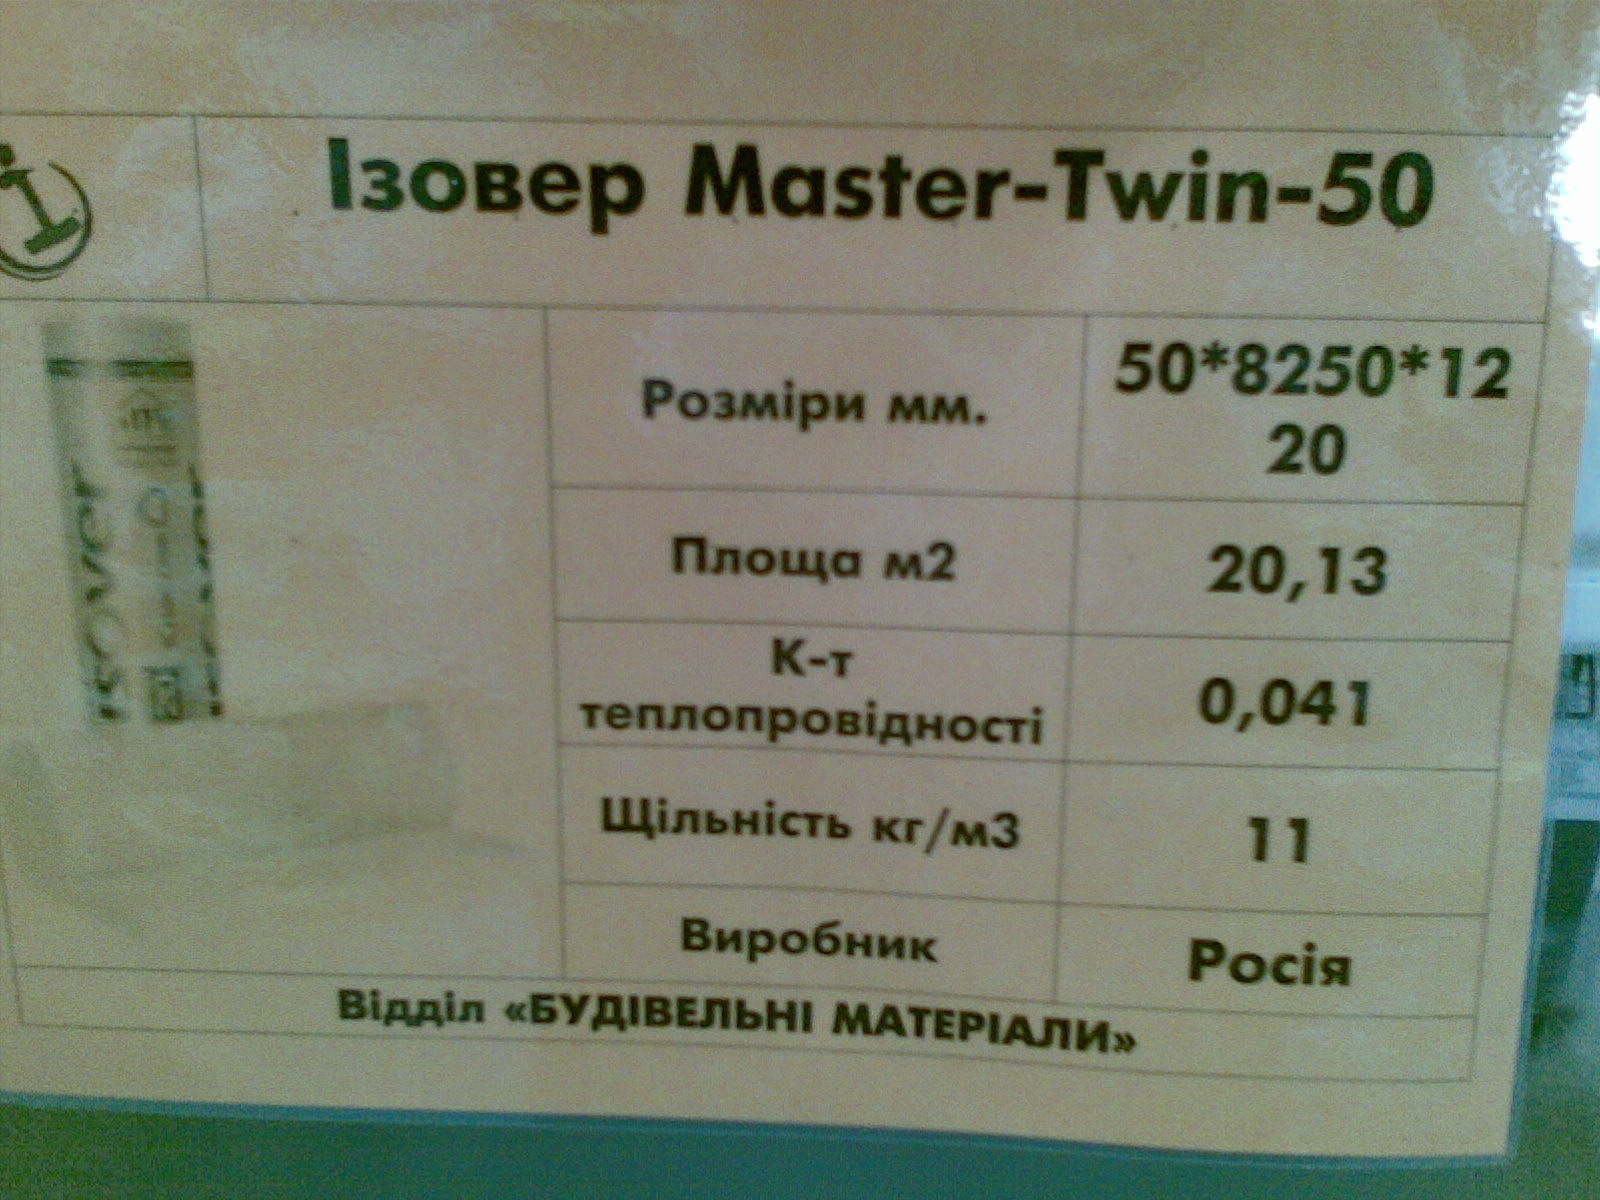 Ізовер Master-Twin-50
Розміри мм.
50*8250*12
20
Площа м2
20,13
К-т
теплопровідності
0,041
Щільність кг/м3
11
Виробник
Росія
Відділ «БУДІВЕЛЬНІ МАТЕРІАЛИ»
isover